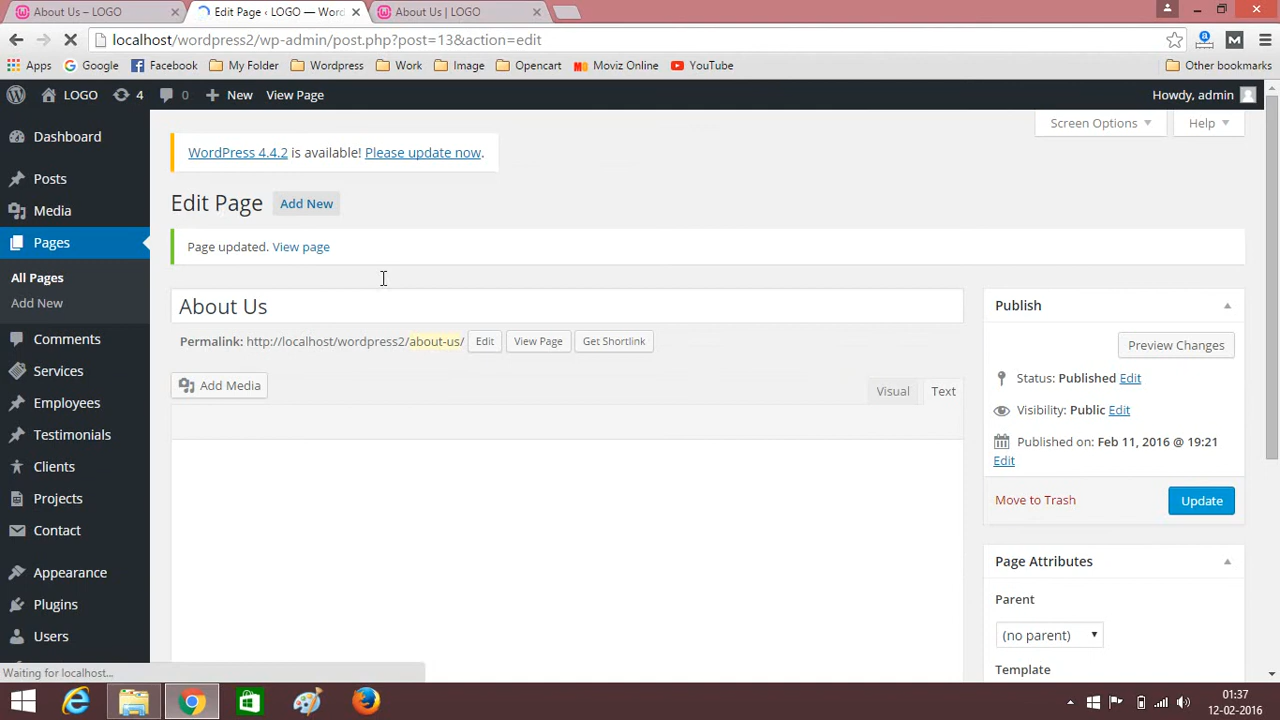 About Us – LOGO
Edit Page ‹ LOGO — Word
About Us | LOGO
localhost/wordpress2/wp-admin/post.php?post=13&action=edit
Apps Google Facebook My Folder Wordpress Work Image Opencart Moviz Online YouTube Other bookmarks
LOGO 4 0 New View Page Howdy, admin
Screen Options Help
Dashboard
Posts
Media
Pages
All Pages
Add New
Comments
Services
Employees
Testimonials
Clients
Projects
Contact
Appearance
Plugins
Users
WordPress 4.4.2 is available! Please update now.
Edit Page Add New
Page updated. View page
About Us
Permalink: http://localhost/wordpress2/about-us/ Edit View Page Get Shortlink
Add Media
Visual Text
Publish
Preview Changes
Status: Published Edit
Visibility: Public Edit
Published on: Feb 11, 2016 @ 19:21
Edit
Move to Trash Update
Page Attributes
Parent
(no parent)
Template
Waiting for localhost...
01:37
12-02-2016